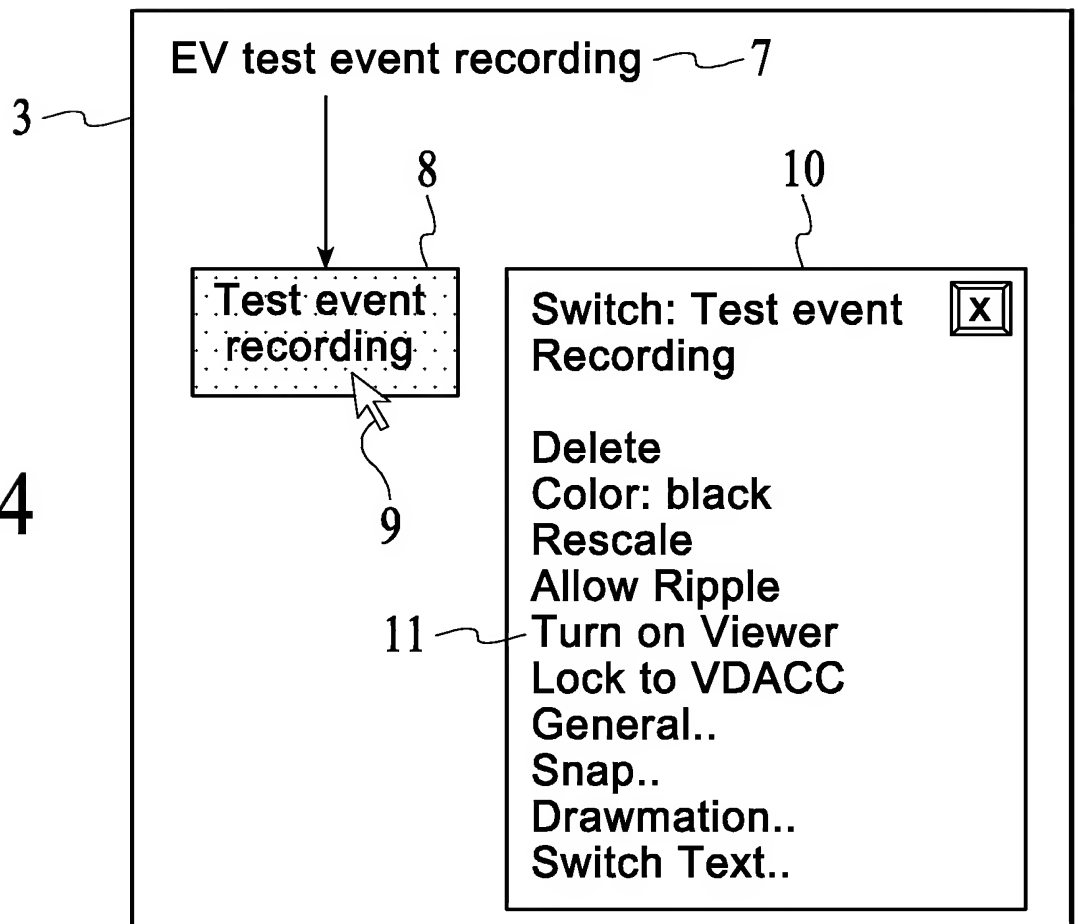 EV test event recording 7
3
8
10
Test event
recording
Switch: Test event
Recording
X
Delete
Color: black
4
Rescale
9
Allow Ripple
11 Turn on Viewer
Lock to VDACC
General..
Snap..
Drawmation..
Switch Text..